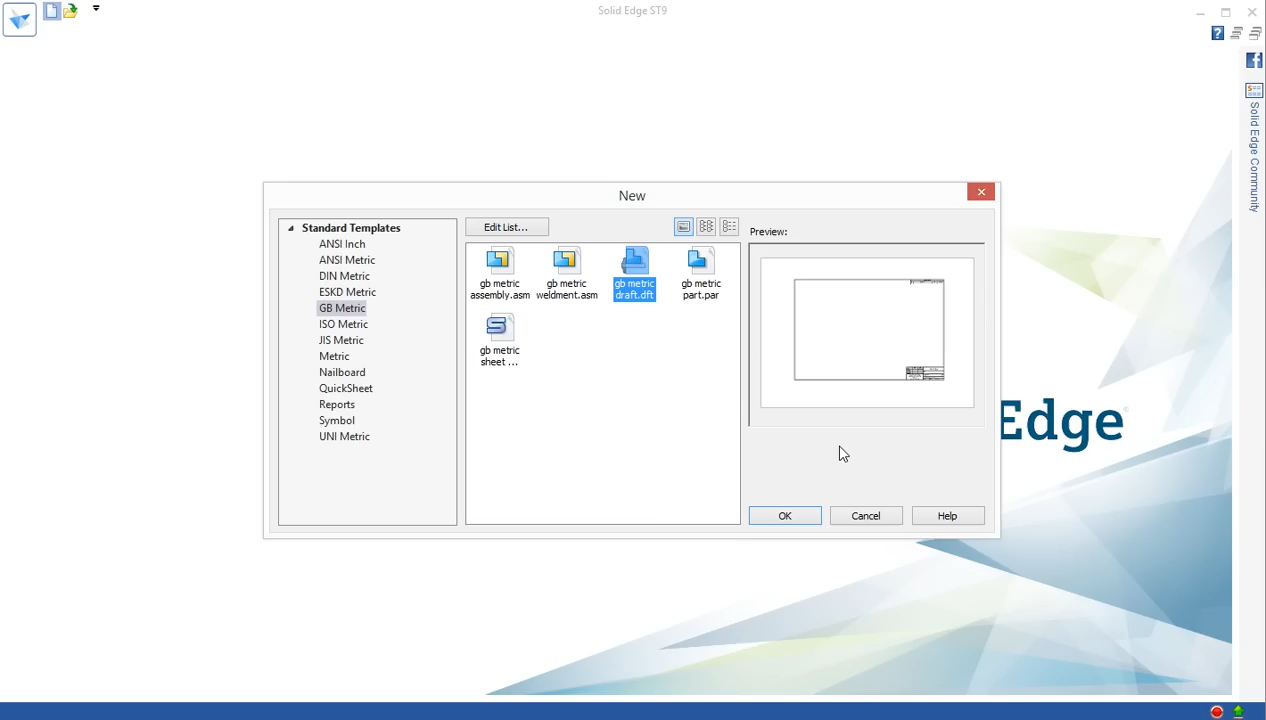 Solid Edge ST9
Solid Edge Community
New
Standard Templates
ANSI Inch
ANSI Metric
DIN Metric
ESKD Metric
GB Metric
ISO Metric
JIS Metric
Metric
Nailboard
QuickSheet
Reports
Symbol
UNI Metric
Edit List...
gb metric
assembly.asm
gb metric
weldment.asm
gb metric
draft.dft
gb metric
part.par
gb metric
sheet ...
Preview:
OK
Cancel
Help
Edge